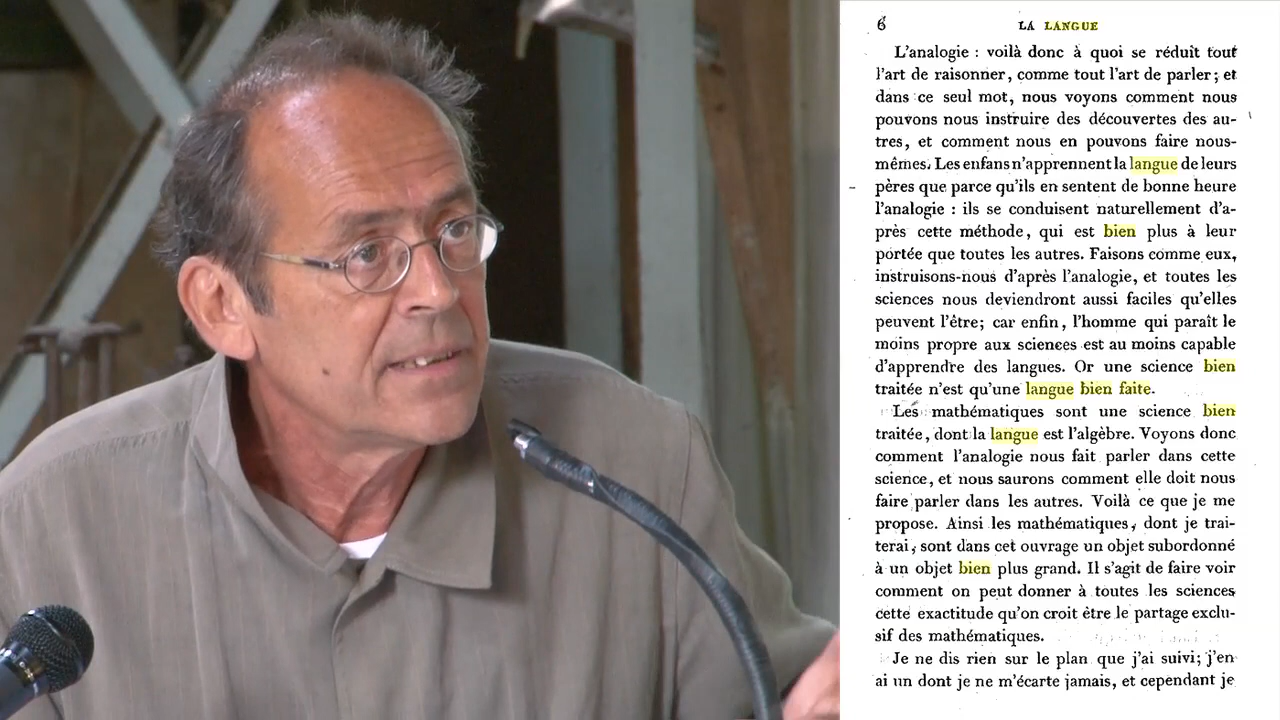 6
LA LANGUE
L'analogie : voilà donc à quoi se réduit tout
l'art de raisonner, comme tout l'art de parler; et
dans ce seul mot, nous voyons comment nous
pouvons nous instruire des découvertes des au-
tres, et comment nous en pouvons faire nous-
mêmes. Les enfans n'apprennent la langue de leurs
pères que parce qu'ils en sentent de bonne heure
l'analogie : ils se conduisent naturellement d'a-
près cette méthode, qui est bien plus à leur
portée que toutes les autres. Faisons comme eux,
instruisons-nous d'après l'analogie, et toutes les
sciences nous deviendront aussi faciles qu'elles
peuvent l'être; car enfin, l'homme qui paraît le
moins propre aux sciences est au moins capable
d'apprendre des langues. Or une science bien
traitée n'est qu'une langue bien faite.
Les mathématiques sont une science bien
traitée, dont la langue est l'algèbre. Voyons donc
comment l'analogie nous fait parler dans cette
science, et nous saurons comment elle doit nous
faire parler dans les autres. Voilà ce que je me
propose. Ainsi les mathématiques, dont je trai-
terai, sont dans cet ouvrage un objet subordonné
à un objet bien plus grand. Il s'agit de faire voir
comment on peut donner à toutes les sciences
cette exactitude qu'on croit être le partage exclu-
sif des mathématiques.
Je ne dis rien sur le plan que j'ai suivi; j'en
ai un dont je ne m'écarte jamais, et cependant je